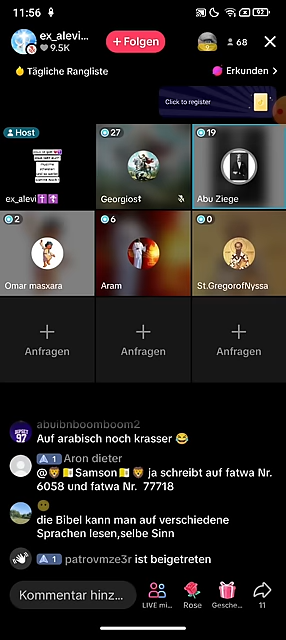 11:56
92
ex_alevi...
9.5K
+ Folgen
68
Tägliche Rangliste
Erkunden >
Click to register
Host
27
19
ex_alevi
Georgiost
Abu Ziege
2
6
0
Omar masxara
Aram
St.GregorofNyssa
Anfragen
Anfragen
Anfragen
abuibnboomboom2
Auf arabisch noch krasser 😂
1 Aron dieter
@🦁🇻🇦Samson🇻🇦🦁 ja schreibt auf fatwa Nr.
6058 und fatwa Nr. 77718
die Bibel kann man auf verschiedene
Sprachen lesen,selbe Sinn
1 patrovmze3r ist beigetreten
Kommentar hinz...
LIVE mi...
Rose
Gesche...
11